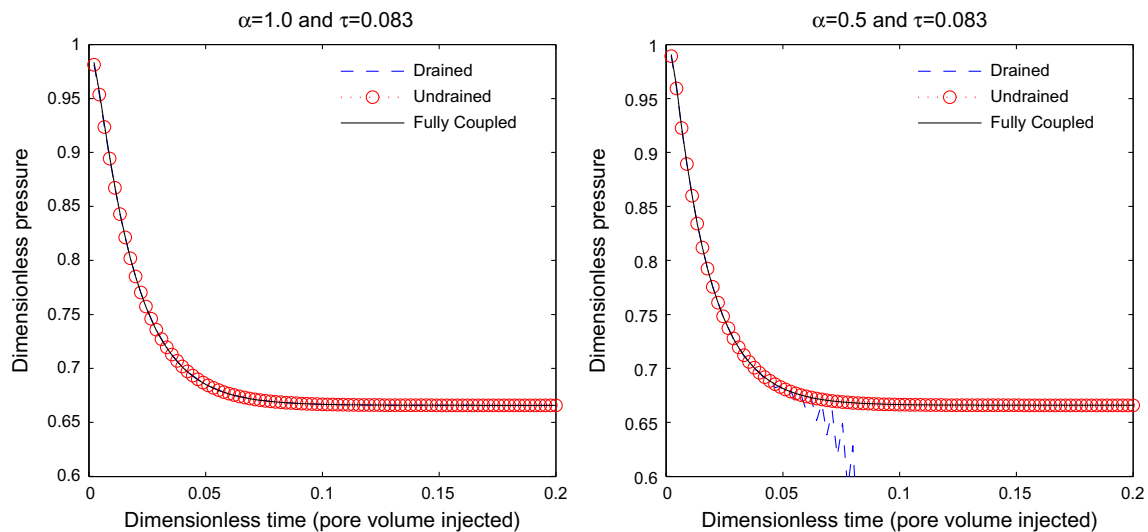 α=1.0 and τ=0.083
1
0.95
0.9
0.85
0.8
0.75
0.7
0.65
0.6
Dimensionless pressure
Drained
Undrained
Fully Coupled
0
0.05
0.1
0.15
0.2
Dimensionless time (pore volume injected)
α=0.5 and τ=0.083
1
0.95
0.9
0.85
0.8
0.75
0.7
0.65
0.6
Dimensionless pressure
Drained
Undrained
Fully Coupled
0
0.05
0.1
0.15
0.2
Dimensionless time (pore volume injected)